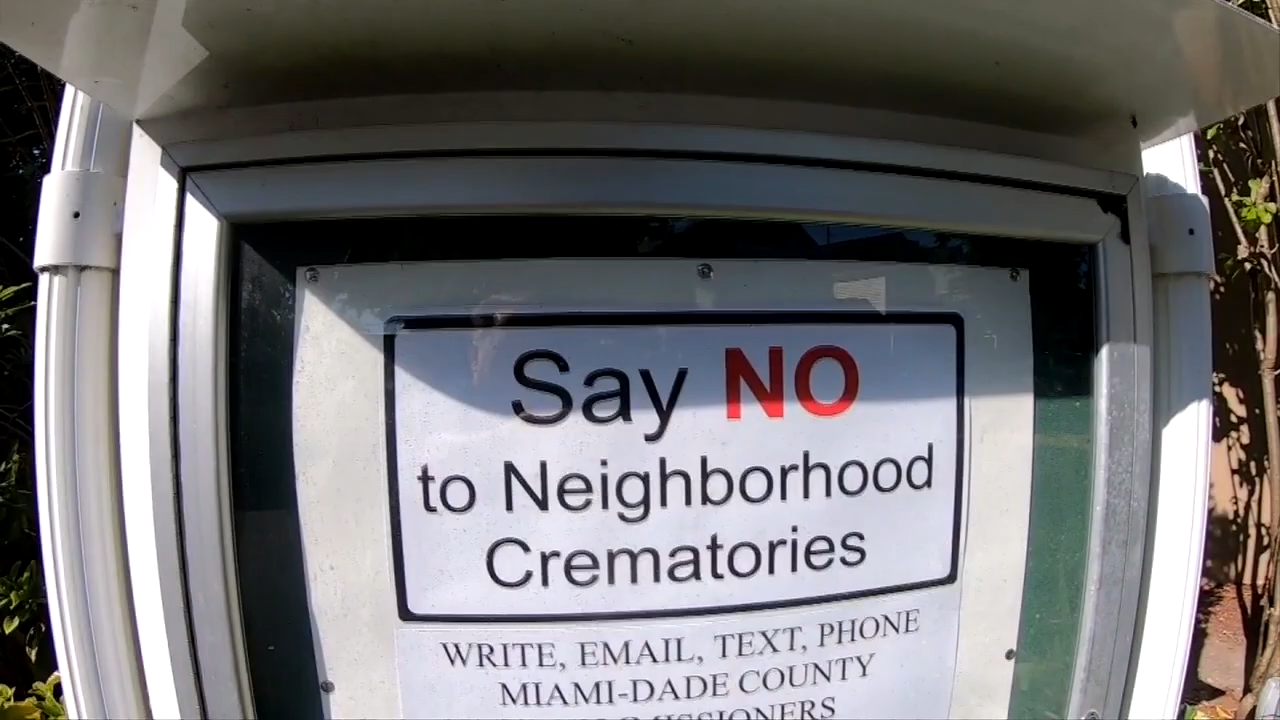 Say NO
to Neighborhood
Crematories
WRITE, EMAIL, TEXT, PHONE
MIAMI-DADE COUNTY